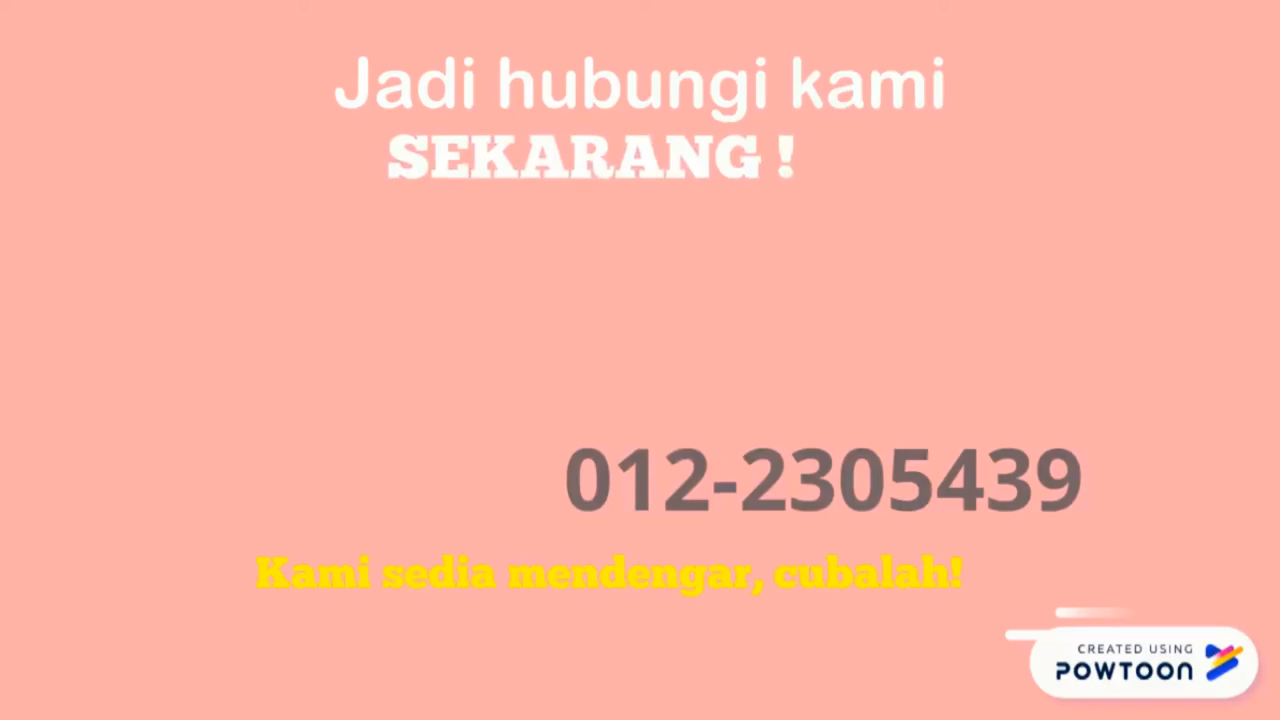 Jadi hubungi kami
SEKARANG !
012-2305439
Kami sedia mendengar, cubalah!
CREATED USING
POWTOON